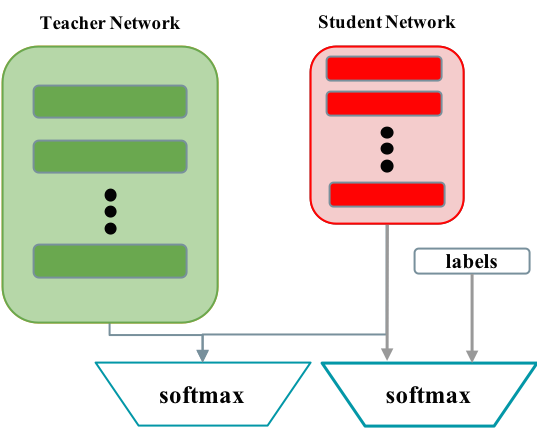 Teacher Network
Student Network
labels
softmax
softmax